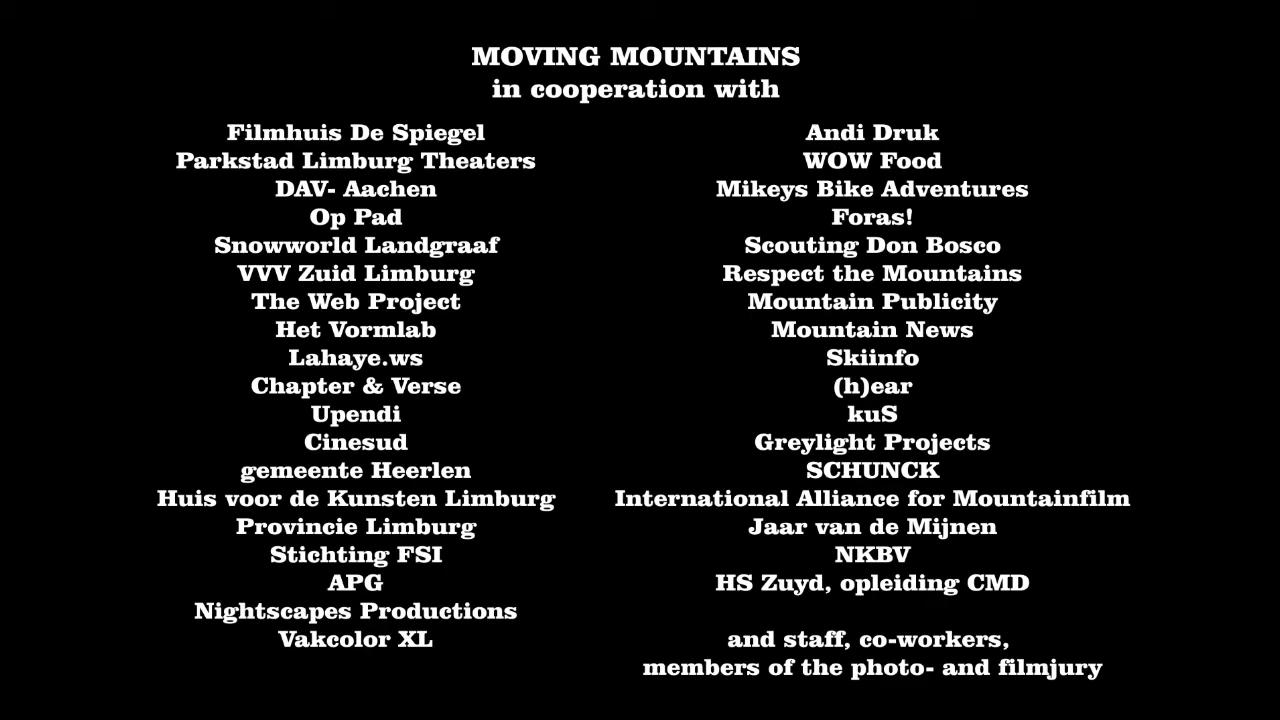 MOVING MOUNTAINS
in cooperation with
Filmhuis De Spiegel
Parkstad Limburg Theaters
DAV- Aachen
Op Pad
Snowworld Landgraaf
VVV Zuid Limburg
The Web Project
Het Vormlab
Lahaye.ws
Chapter & Verse
Upendi
Cinesud
gemeente Heerlen
Huis voor de Kunsten Limburg
Provincie Limburg
Stichting FSI
APG
Nightscapes Productions
Vakcolor XL
Andi Druk
WOW Food
Mikeys Bike Adventures
Foras!
Scouting Don Bosco
Respect the Mountains
Mountain Publicity
Mountain News
Skiinfo
(h)ear
kuS
Greylight Projects
SCHUNCK
International Alliance for Mountainfilm
Jaar van de Mijnen
NKBV
HS Zuyd, opleiding CMD
and staff, co-workers,
members of the photo- and filmjury